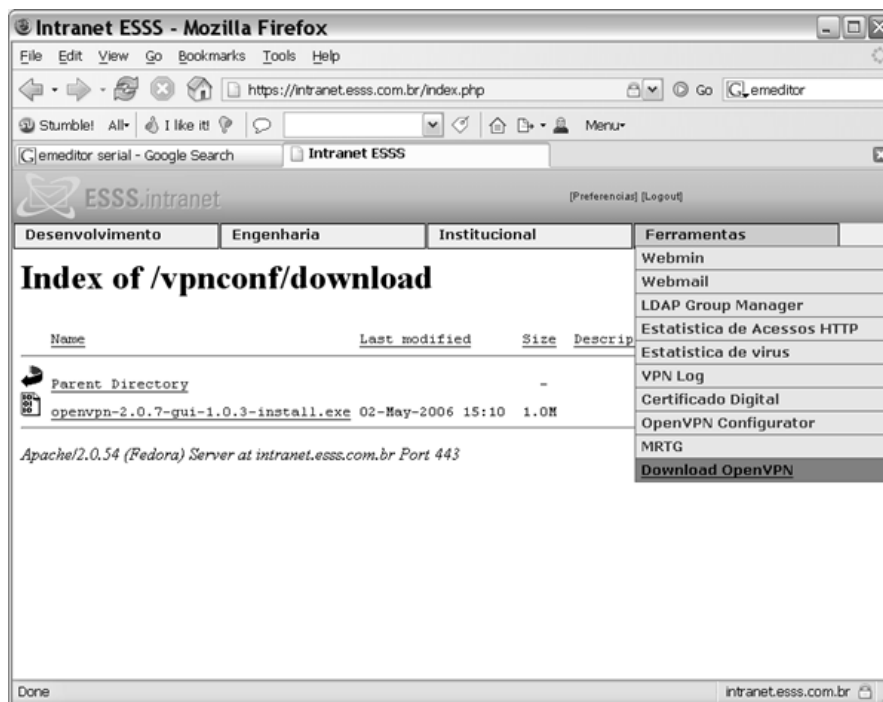 Intranet ESSS - Mozilla Firefox
File Edit View Go Bookmarks Tools Help
https://intranet.esss.com.br/index.php Go G emeditor
Stumble! All I like it! Menu
G emeditor serial - Google Search Intranet ESSS
ESSS.intranet [Preferencias] [Logout]
Desenvolvimento Engenharia Institucional Ferramentas
Webmin
Index of /vpnconf/download
Webmail
LDAP Group Manager
Name Last modified Size Descrip
Estatistica de Acessos HTTP
Estatistica de virus
Parent Directory -
VPN Log
Certificado Digital
openvpn-2.0.7-gui-1.0.3-install.exe 02-May-2006 15:10 1.0M
OpenVPN Configurator
MRTG
Apache/2.0.54 (Fedora) Server at intranet.esss.com.br Port 443
Download OpenVPN
Done intranet.esss.com.br